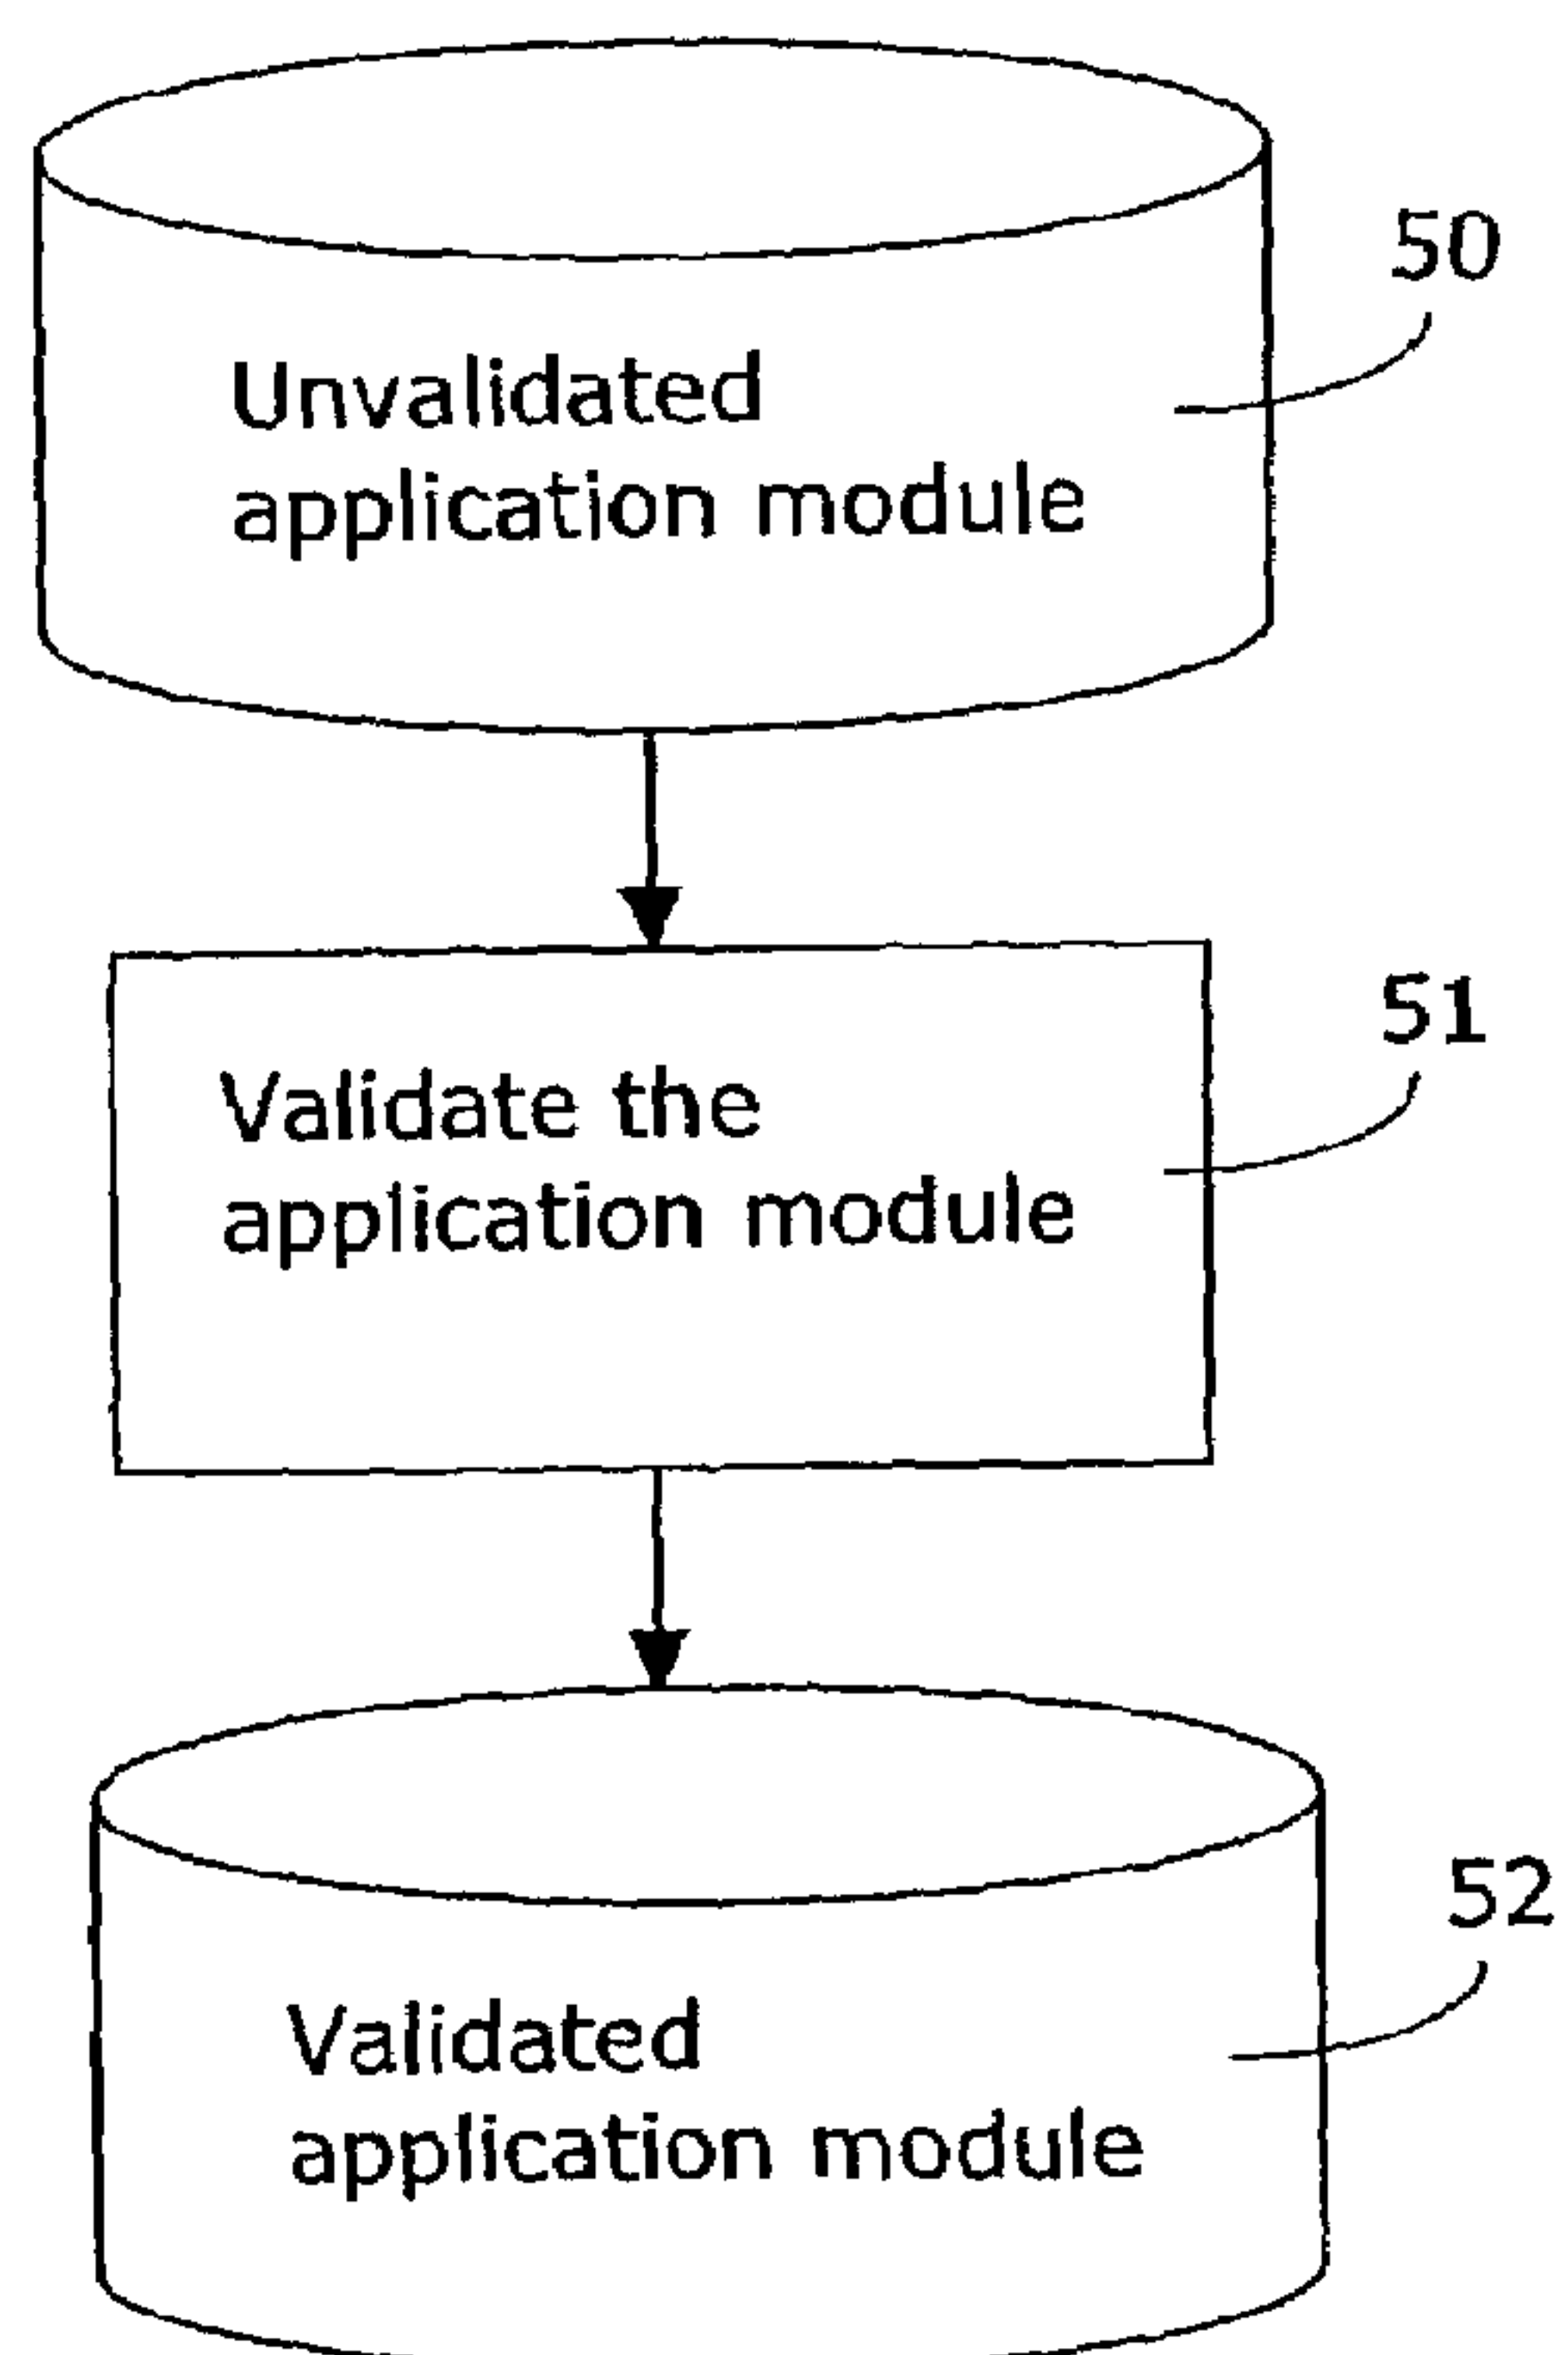 50
Unvalidated
application module
51
Validate the
application module
52
Validated
application module